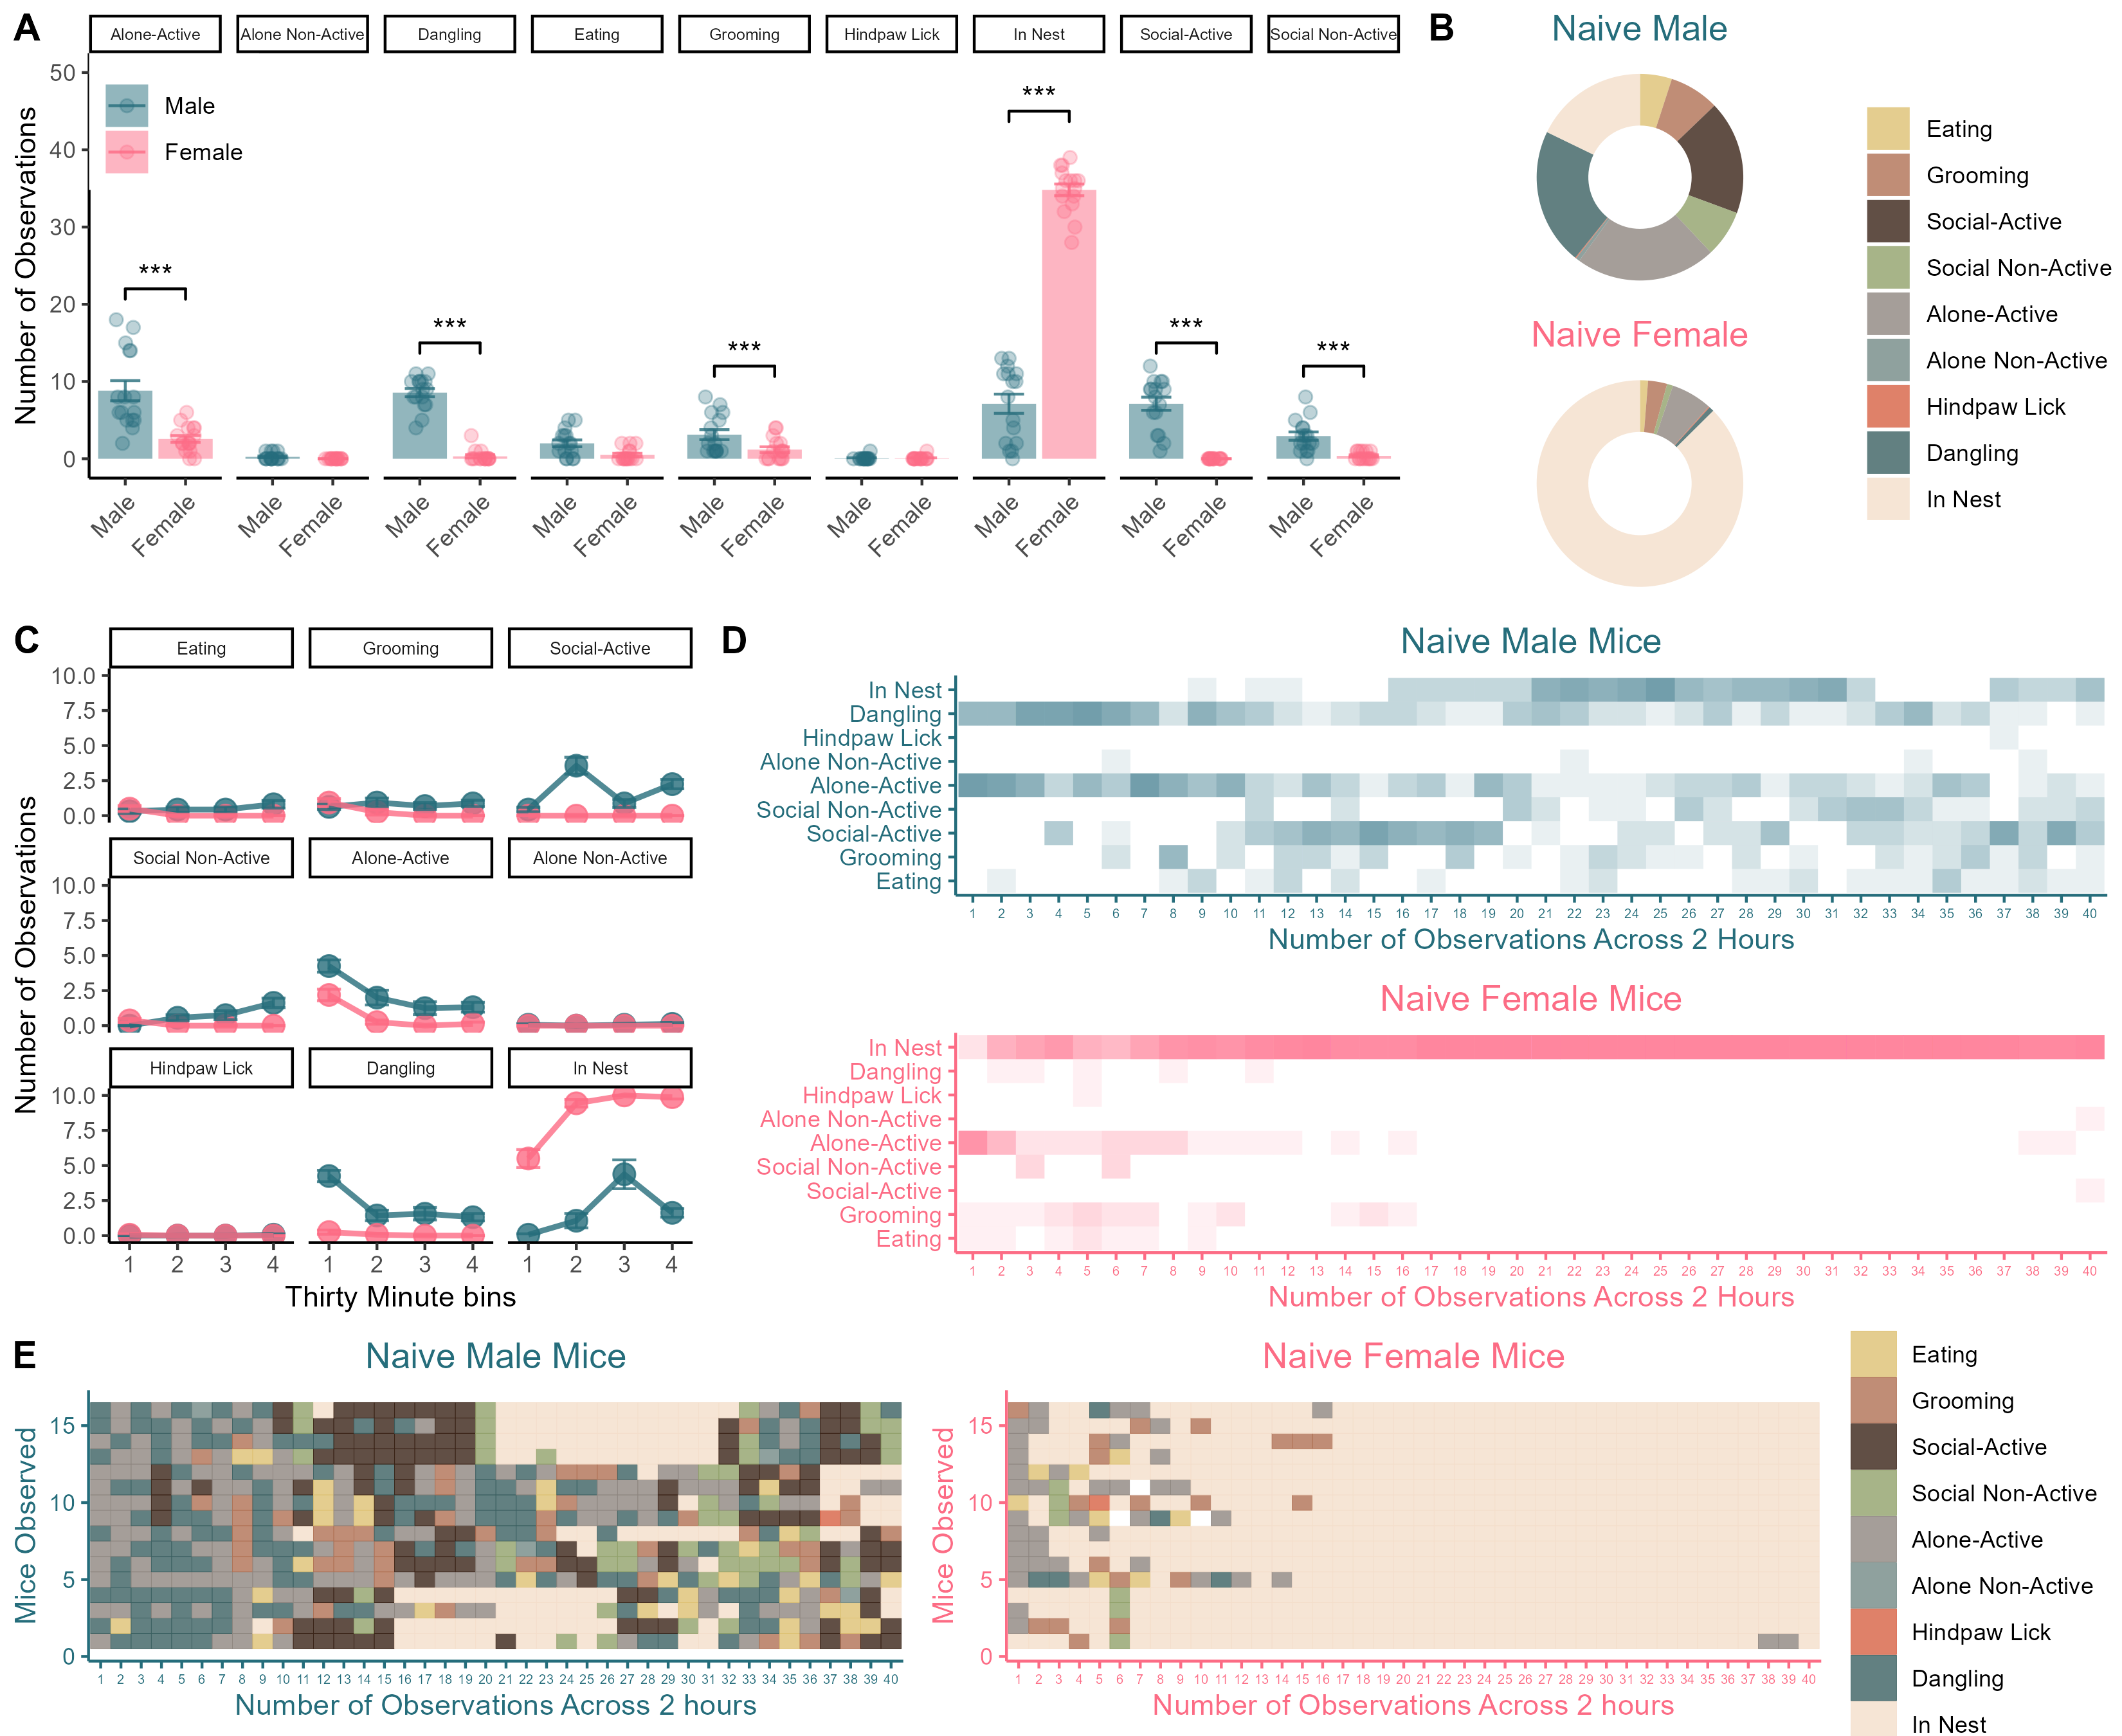 A
Alone-Active
Alone Non-Active
Dangling
Eating
Grooming
Hindpaw Lick
In Nest
Social-Active
Social Non-Active
Number of Observations
50
40
30
20
10
0
Male
Female
***
***
***
***
***
***
Male
Female
Male
Female
Male
Female
Male
Female
Male
Female
Male
Female
Male
Female
Male
Female
Male
Female
B
Naive Male
Naive Female
Eating
Grooming
Social-Active
Social Non-Active
Alone-Active
Alone Non-Active
Hindpaw Lick
Dangling
In Nest
C
Number of Observations
Eating
Grooming
Social-Active
10.0
7.5
5.0
2.5
0.0
Social Non-Active
Alone-Active
Alone Non-Active
10.0
7.5
5.0
2.5
0.0
Hindpaw Lick
Dangling
In Nest
10.0
7.5
5.0
2.5
0.0
1 2 3 4
1 2 3 4
1 2 3 4
Thirty Minute bins
D
Naive Male Mice
In Nest
Dangling
Hindpaw Lick
Alone Non-Active
Alone-Active
Social Non-Active
Social-Active
Grooming
Eating
1 2 3 4 5 6 7 8 9 10 11 12 13 14 15 16 17 18 19 20 21 22 23 24 25 26 27 28 29 30 31 32 33 34 35 36 37 38 39 40
Number of Observations Across 2 Hours
Naive Female Mice
In Nest
Dangling
Hindpaw Lick
Alone Non-Active
Alone-Active
Social Non-Active
Social-Active
Grooming
Eating
1 2 3 4 5 6 7 8 9 10 11 12 13 14 15 16 17 18 19 20 21 22 23 24 25 26 27 28 29 30 31 32 33 34 35 36 37 38 39 40
Number of Observations Across 2 Hours
E
Naive Male Mice
Mice Observed
15
10
5
0
1 2 3 4 5 6 7 8 9 10 11 12 13 14 15 16 17 18 19 20 21 22 23 24 25 26 27 28 29 30 31 32 33 34 35 36 37 38 39 40
Number of Observations Across 2 hours
Naive Female Mice
Mice Observed
15
10
5
0
1 2 3 4 5 6 7 8 9 10 11 12 13 14 15 16 17 18 19 20 21 22 23 24 25 26 27 28 29 30 31 32 33 34 35 36 37 38 39 40
Number of Observations Across 2 hours
Eating
Grooming
Social-Active
Social Non-Active
Alone-Active
Alone Non-Active
Hindpaw Lick
Dangling
In Nest